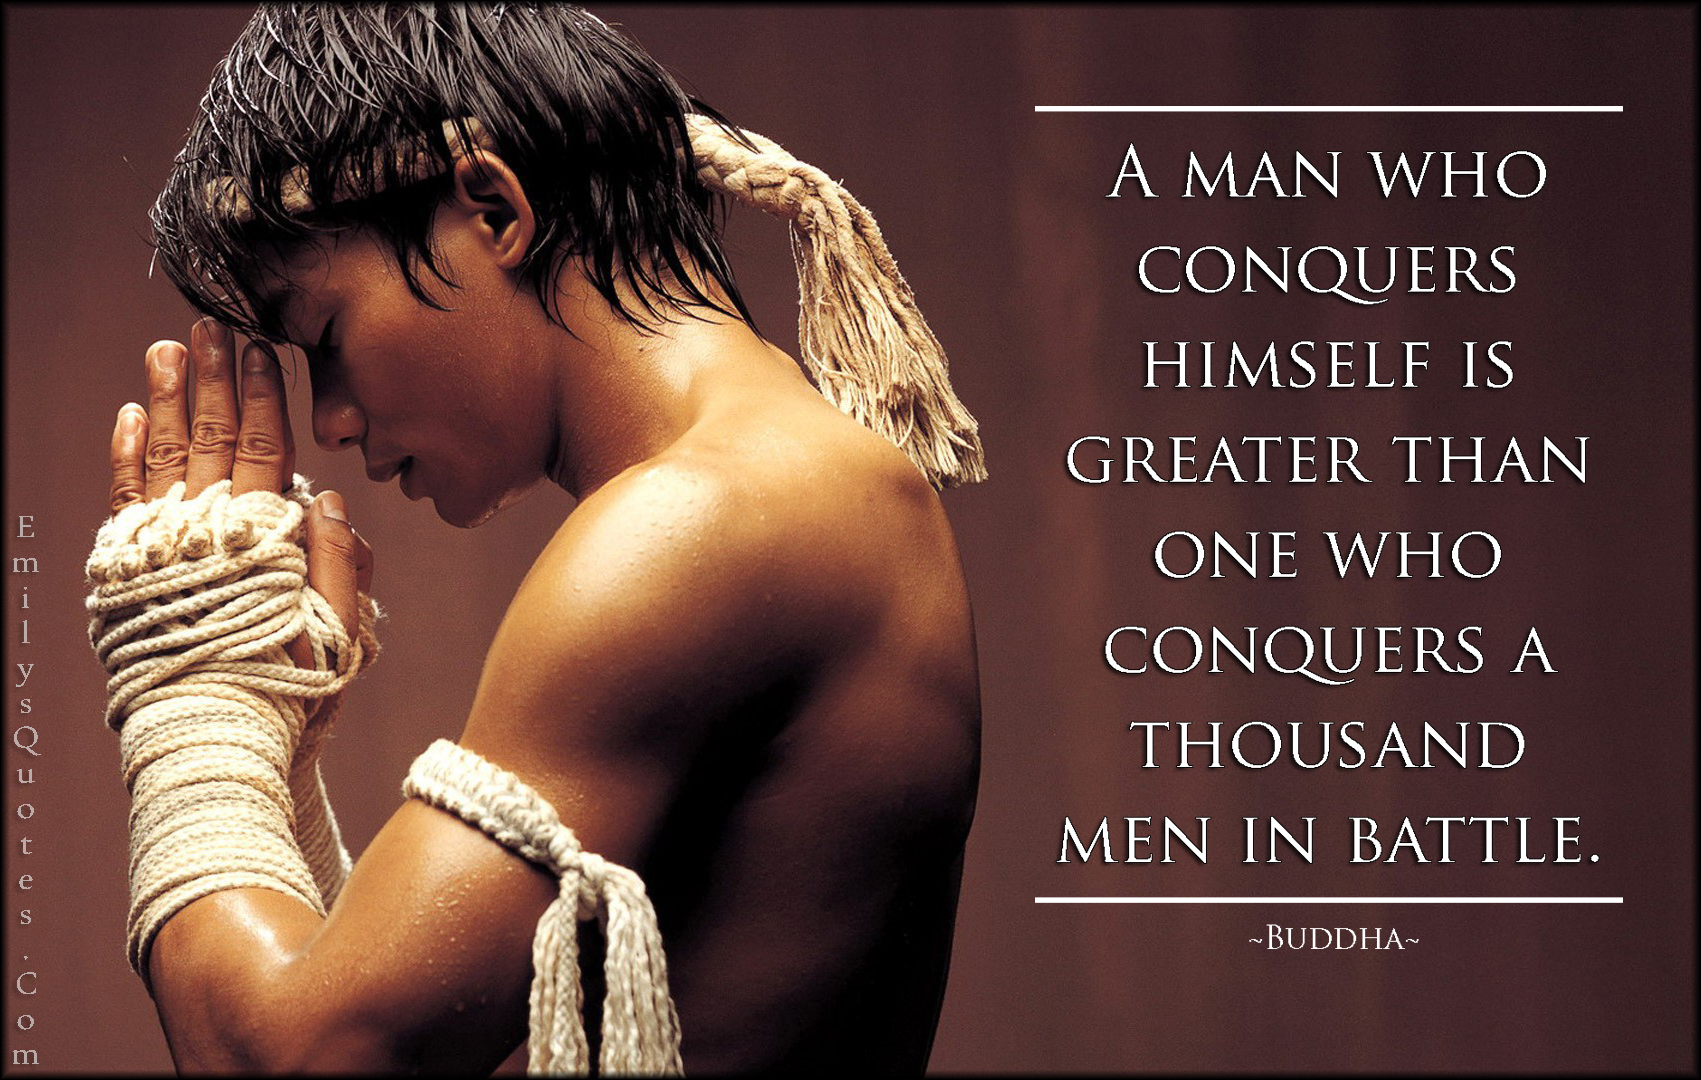 A MAN WHO
CONQUERS
HIMSELF IS
GREATER THAN
ONE WHO
CONQUERS A
THOUSAND
MEN IN BATTLE.
~BUDDHA~
EmilysQuotes.Com